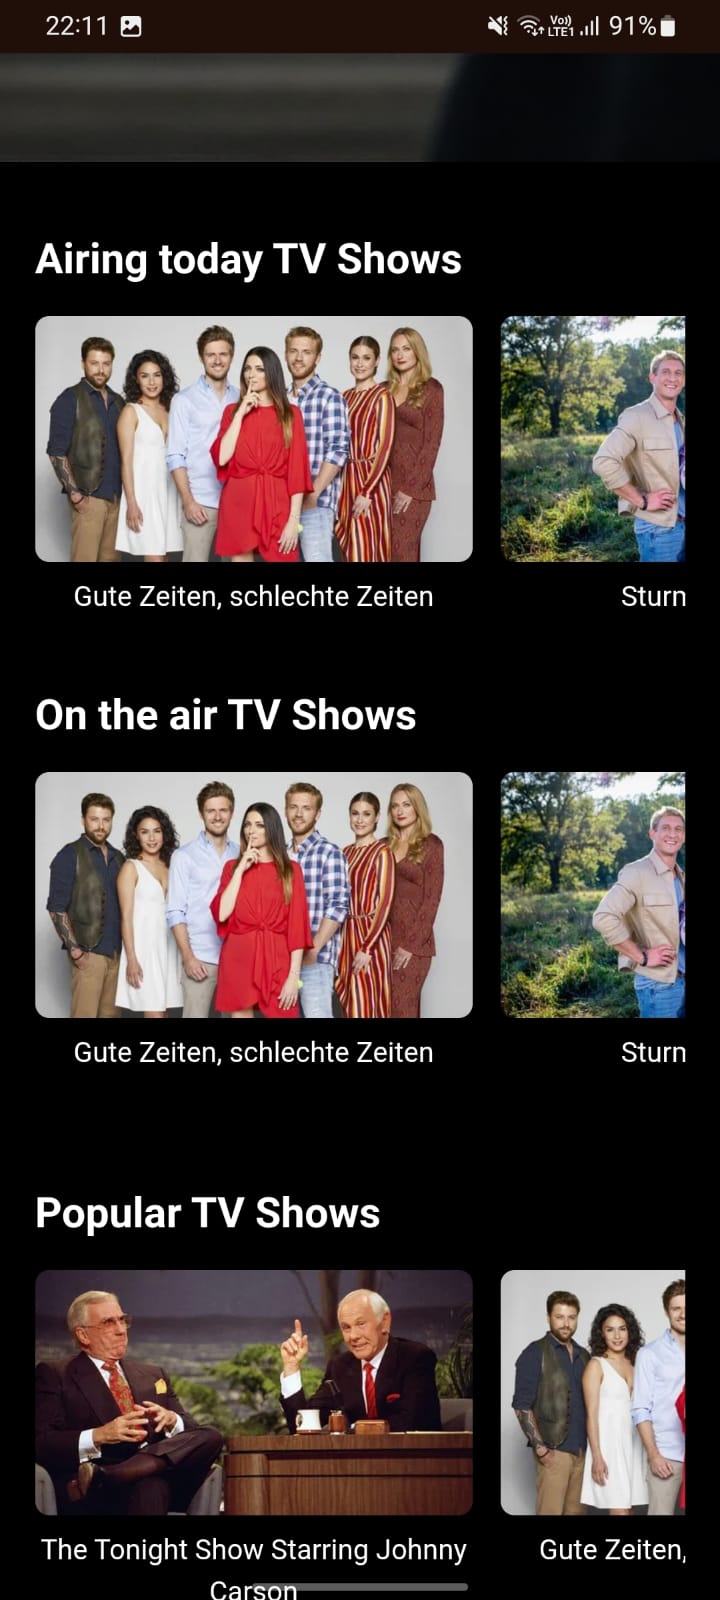 22:11 Vo) LTE1 91%
Airing today TV Shows
Gute Zeiten, schlechte Zeiten
Sturn
On the air TV Shows
Gute Zeiten, schlechte Zeiten
Sturn
Popular TV Shows
The Tonight Show Starring Johnny
Carson
Gute Zeiten,